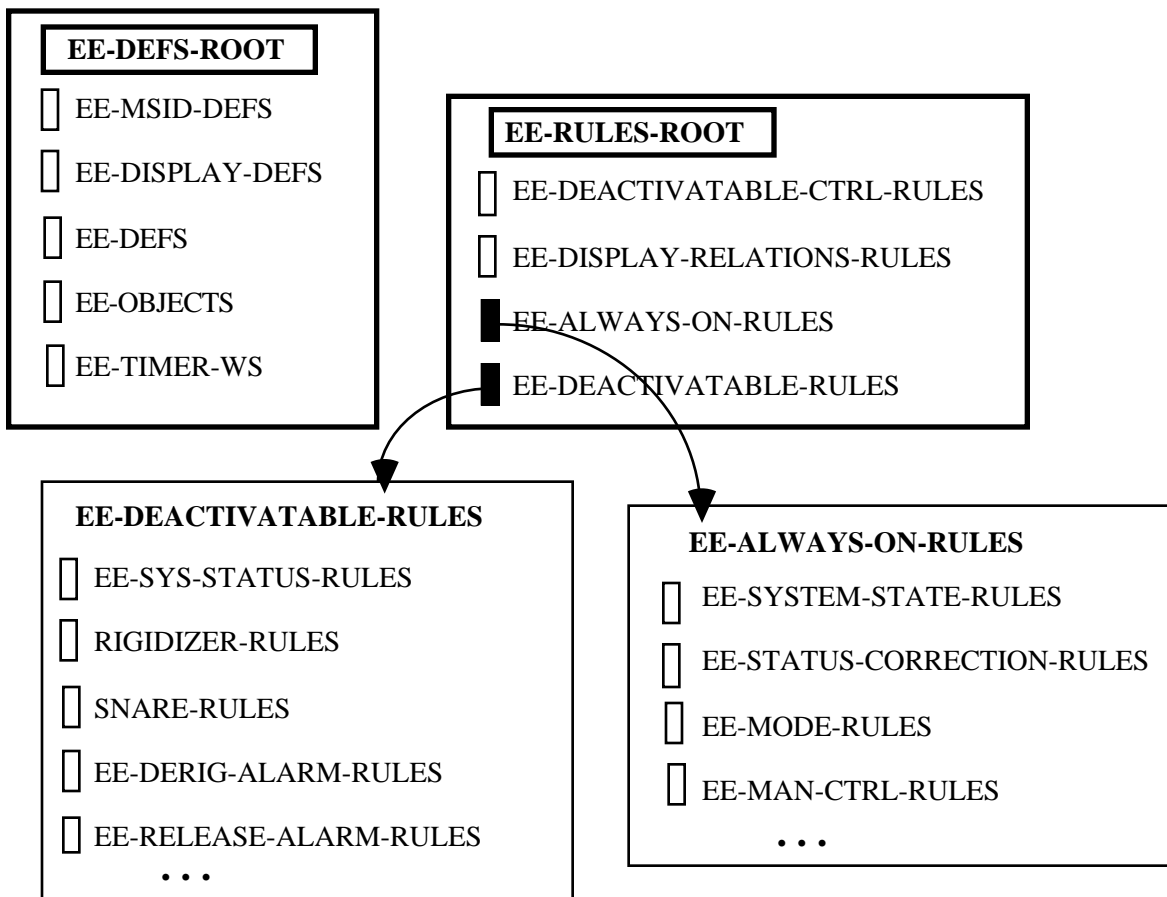 EE-DEFS-ROOT
EE-MSID-DEFS
EE-DISPLAY-DEFS
EE-DEFS
EE-OBJECTS
EE-TIMER-WS
EE-RULES-ROOT
EE-DEACTIVATABLE-CTRL-RULES
EE-DISPLAY-RELATIONS-RULES
EE-ALWAYS-ON-RULES
EE-DEACTIVATABLE-RULES
EE-DEACTIVATABLE-RULES
EE-SYS-STATUS-RULES
RIGIDIZER-RULES
SNARE-RULES
EE-DERIG-ALARM-RULES
EE-RELEASE-ALARM-RULES
. . .
EE-ALWAYS-ON-RULES
EE-SYSTEM-STATE-RULES
EE-STATUS-CORRECTION-RULES
EE-MODE-RULES
EE-MAN-CTRL-RULES
. . .